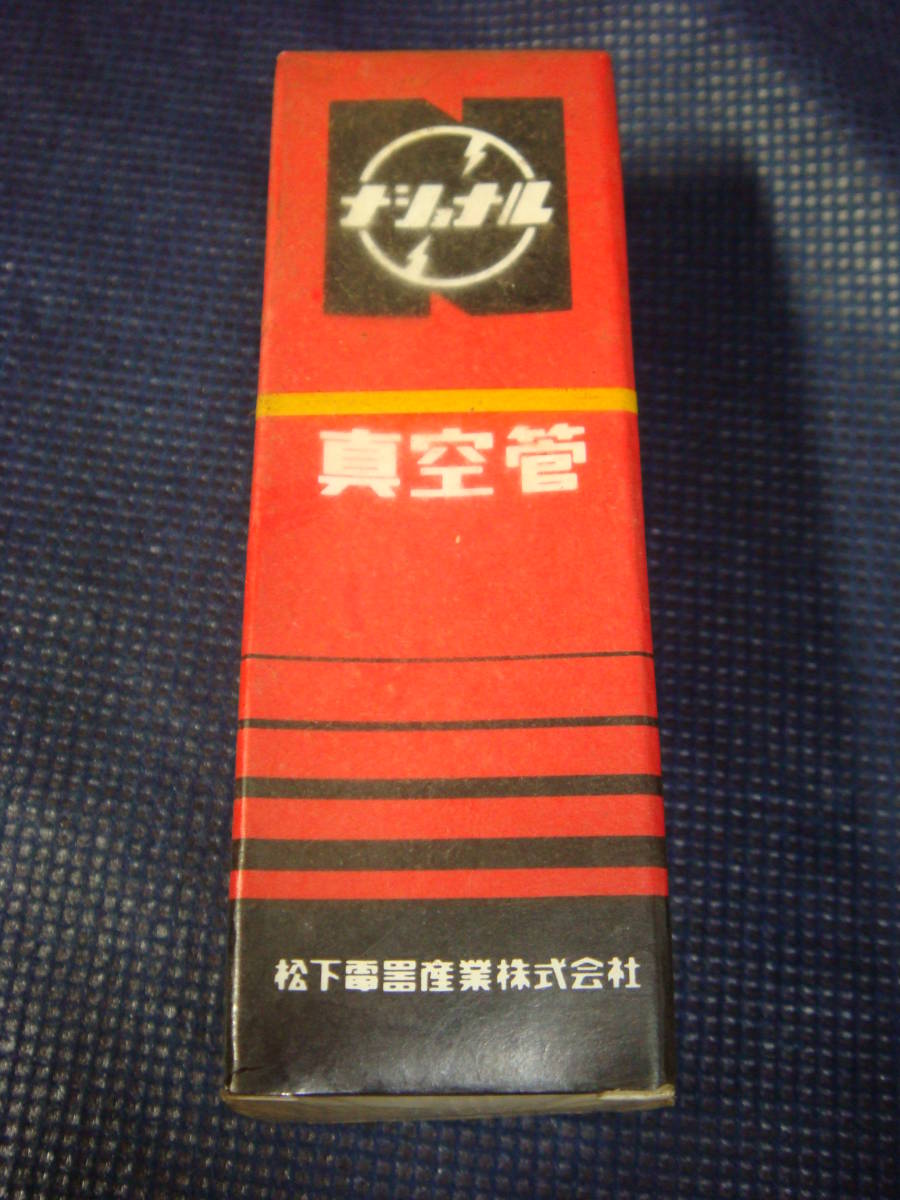 ナショナル
真空管
松下電器産業株式会社